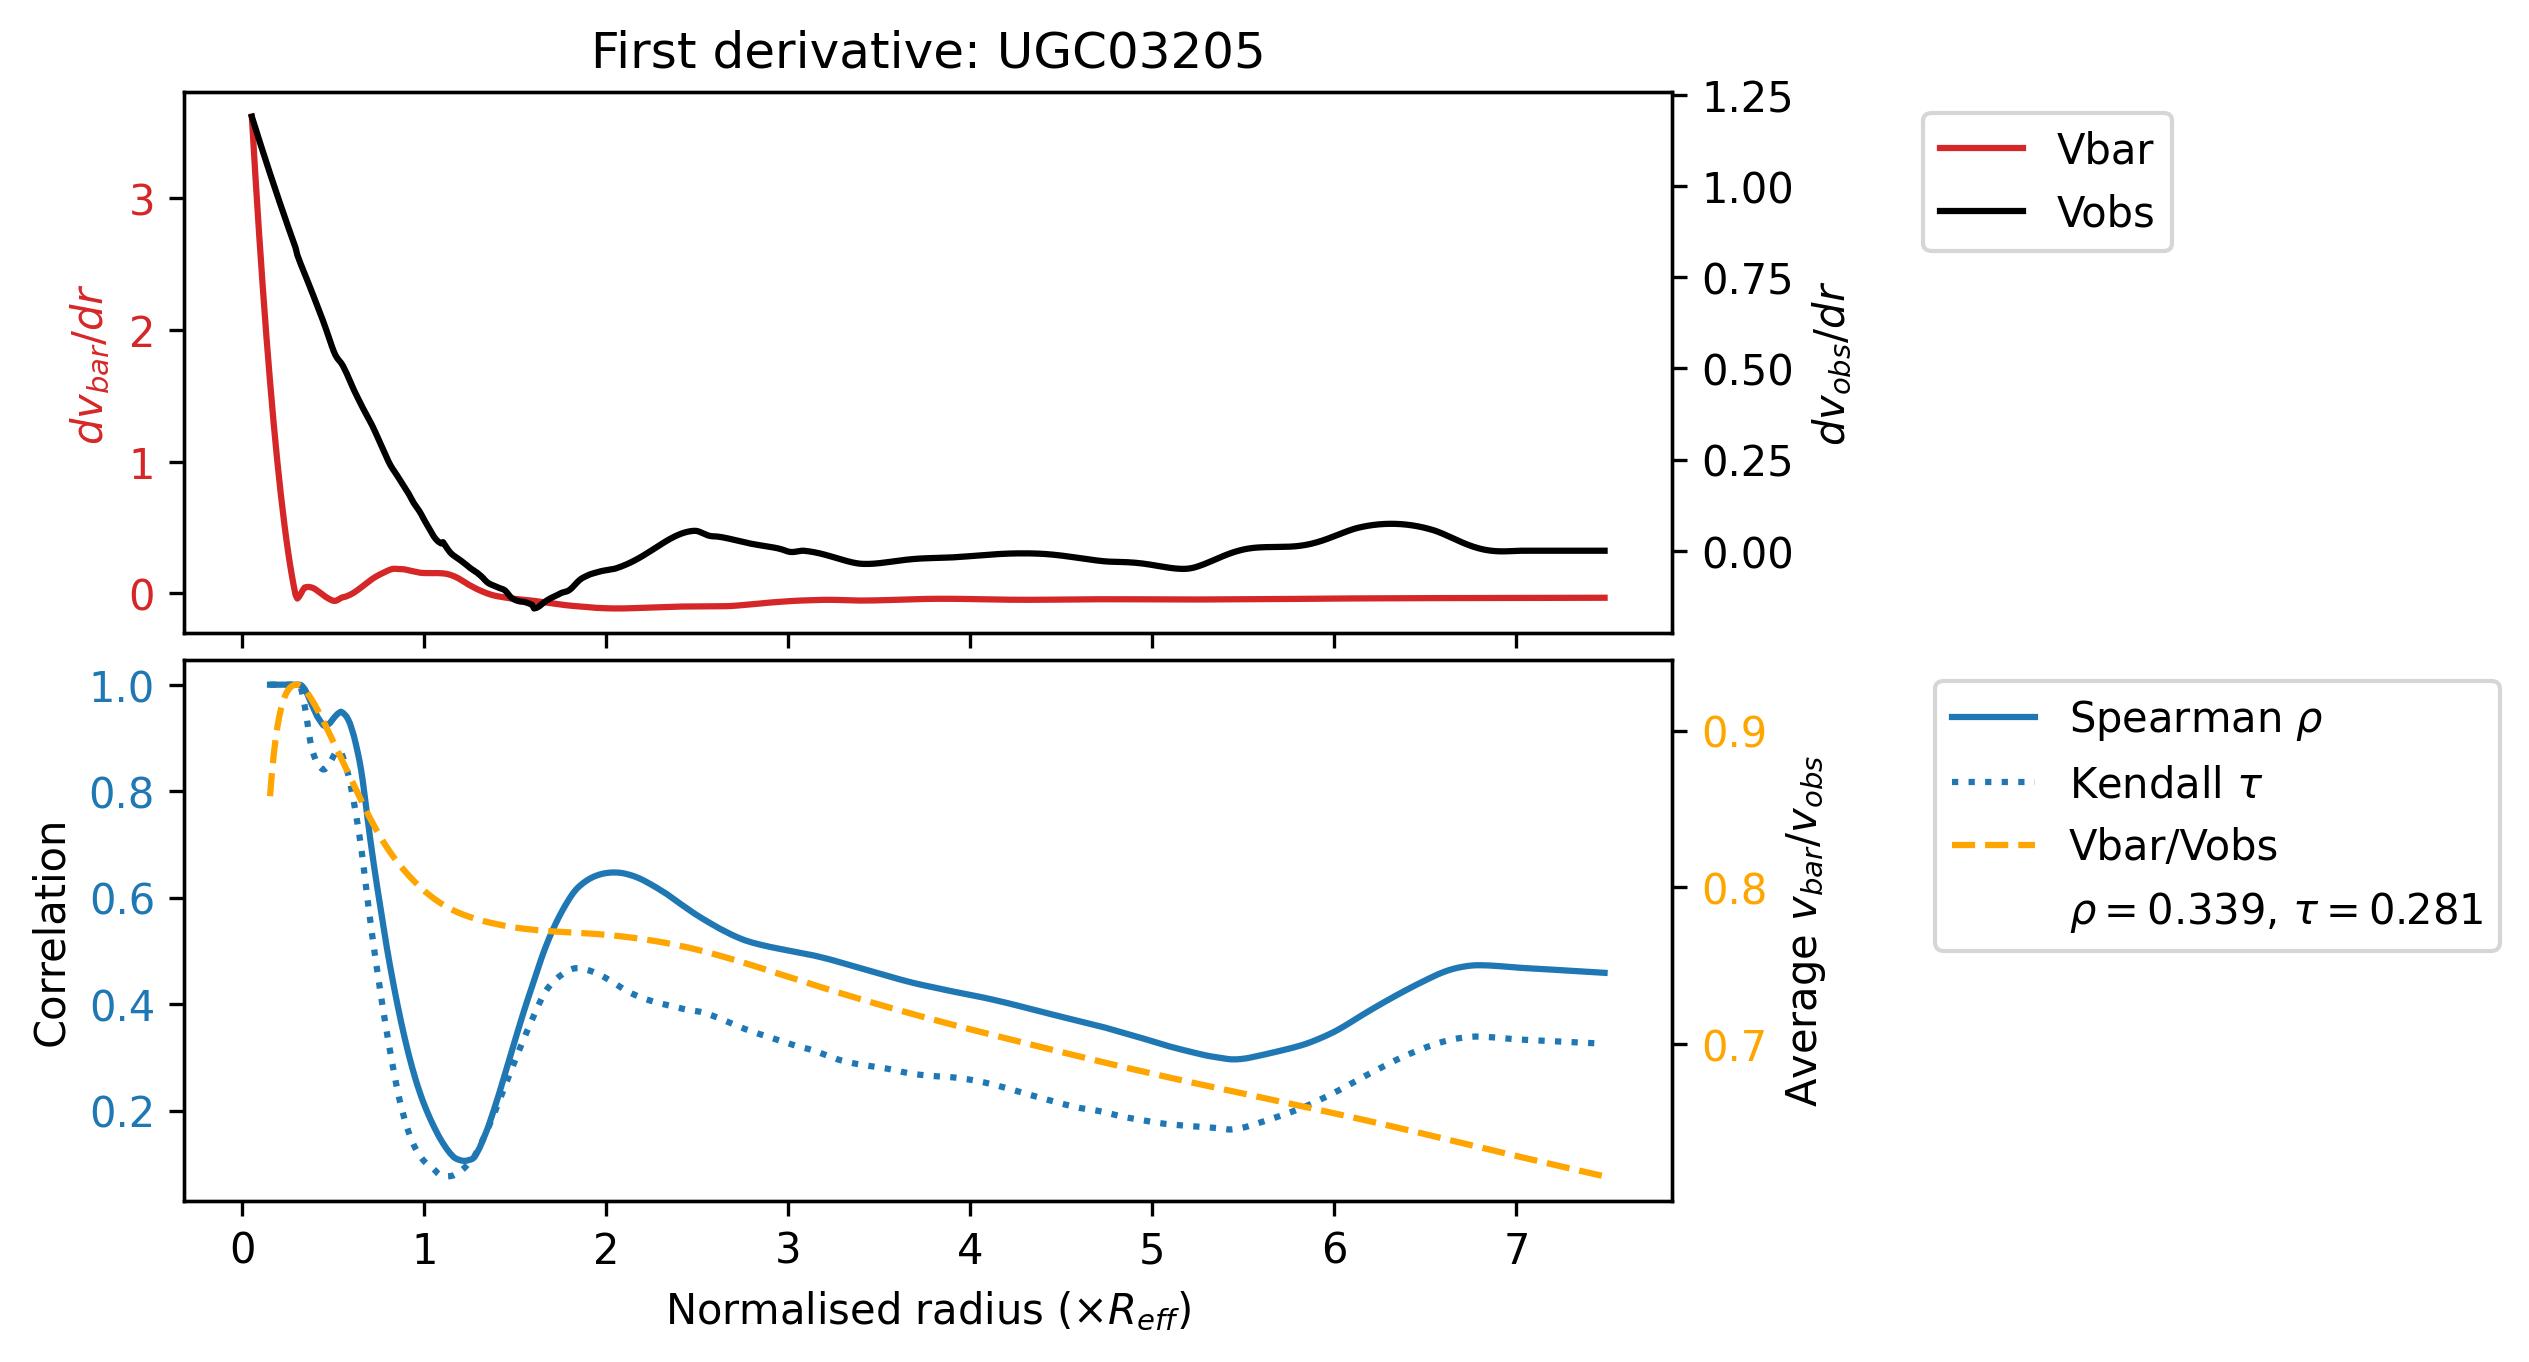 First derivative: UGC03205
3
2
1
0
dv_bar/dr
1.25
1.00
0.75
0.50
0.25
0.00
dv_obs/dr
Vbar
Vobs
1.0
0.8
0.6
0.4
0.2
Correlation
0.9
0.8
0.7
Average v_bar/v_obs
Spearman ρ
Kendall τ
Vbar/Vobs
ρ = 0.339, τ = 0.281
0 1 2 3 4 5 6 7
Normalised radius (×R_eff)